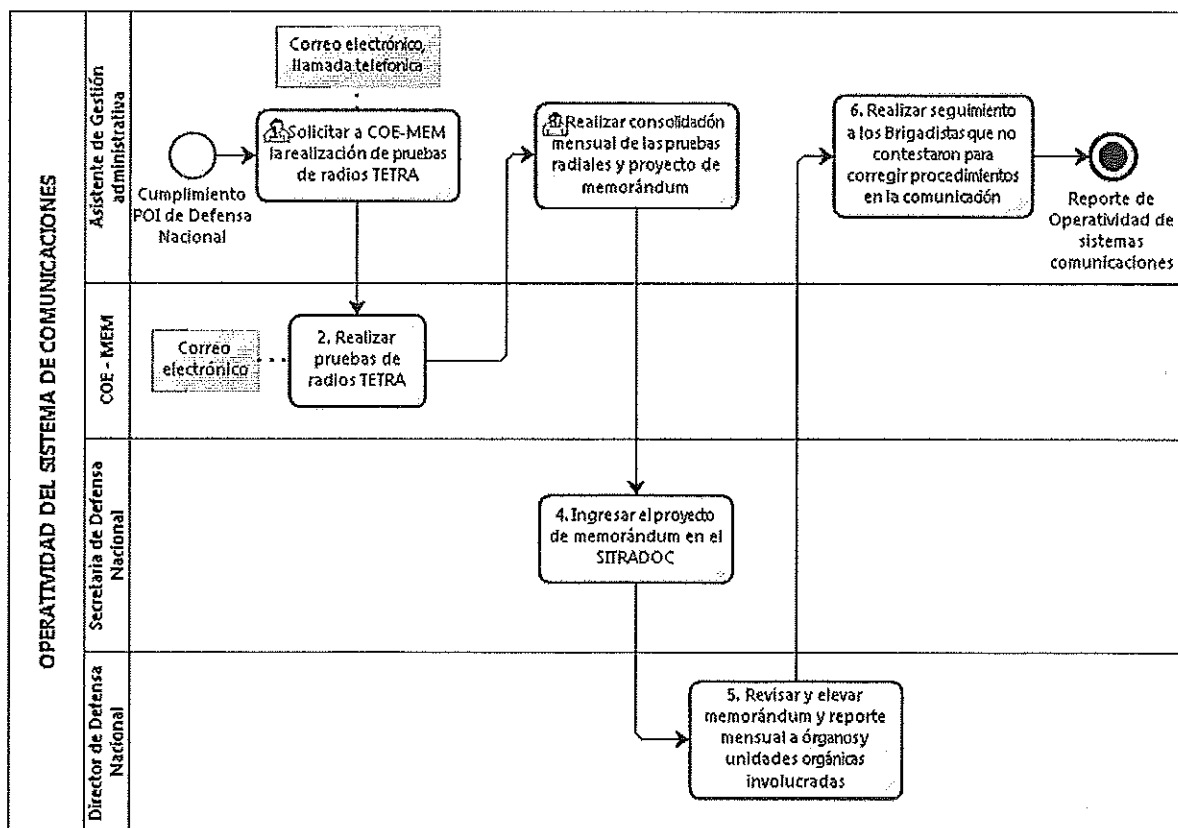 OPERATIVIDAD DEL SISTEMA DE COMUNICACIONES
Asistente de Gestión
administrativa
Correo electrónico,
llamada telefonica
Cumplimiento
POI de Defensa
Nacional
1. Solicitar a COE-MEM
la realización de pruebas
de radios TETRA
Realizar consolidación
mensual de las pruebas
radiales y proyecto de
memorándum
6. Realizar seguimiento
a los Brigadistas que no
contestaron para
corregir procedimientos
en la comunicación
Reporte de
Operatividad de
sistemas
comunicaciones
COE - MEM
Correo
electrónico
2. Realizar
pruebas de
radios TETRA
Secretaria de Defensa
Nacional
4. Ingresar el proyecto
de memorándum en el
SITRADOC
Director de Defensa
Nacional
5. Revisar y elevar
memorándum y reporte
mensual a órganos y
unidades orgánicas
involucradas